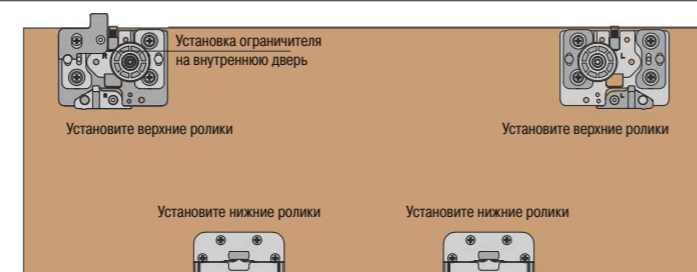 Установка ограничителя
на внутреннюю дверь
R
L
R
L
Установите верхние ролики
Установите верхние ролики
Установите нижние ролики
Установите нижние ролики